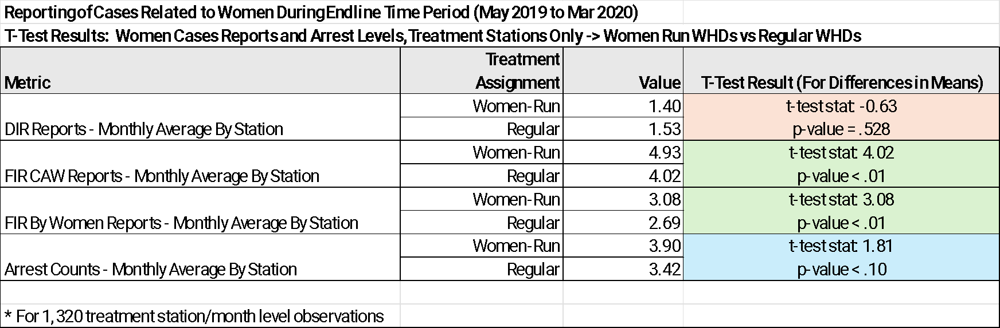 Reporting of Cases Related to Women During Endline Time Period (May 2019 to Mar 2020)
T-Test Results: Women Cases Reports and Arrest Levels, Treatment Stations Only -> Women Run WHDs vs Regular WHDs
Metric Treatment Assignment Value T-Test Result (For Differences in Means)
Women-Run 1.40 t-test stat: -0.63
DIR Reports - Monthly Average By Station Regular 1.53 p-value = .528
Women-Run 4.93 t-test stat: 4.02
FIR CAW Reports - Monthly Average By Station Regular 4.02 p-value < .01
Women-Run 3.08 t-test stat: 3.08
FIR By Women Reports - Monthly Average By Station Regular 2.69 p-value < .01
Women-Run 3.90 t-test stat: 1.81
Arrest Counts - Monthly Average By Station Regular 3.42 p-value < .10
* For 1,320 treatment station/month level observations